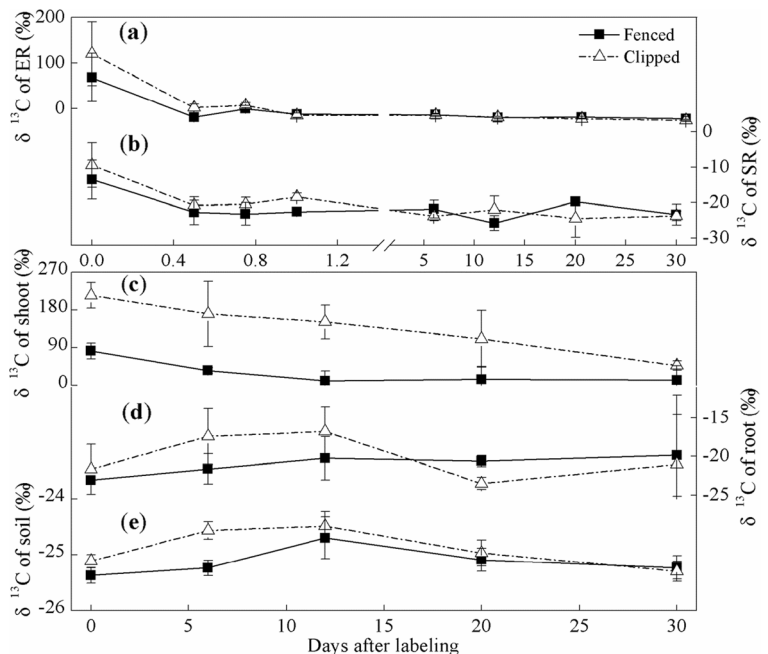 (a)
Fenced
Clipped
200
100
0
δ ¹³C of ER (‰)
(b)
0
-10
-20
-30
δ ¹³C of SR (‰)
0.0 0.4 0.8 1.2 5 10 15 20 25 30
(c)
270
180
90
0
δ ¹³C of shoot (‰)
(d)
-15
-20
-25
δ ¹³C of root (‰)
(e)
-24
-25
-26
δ ¹³C of soil (‰)
0 5 10 15 20 25 30
Days after labeling